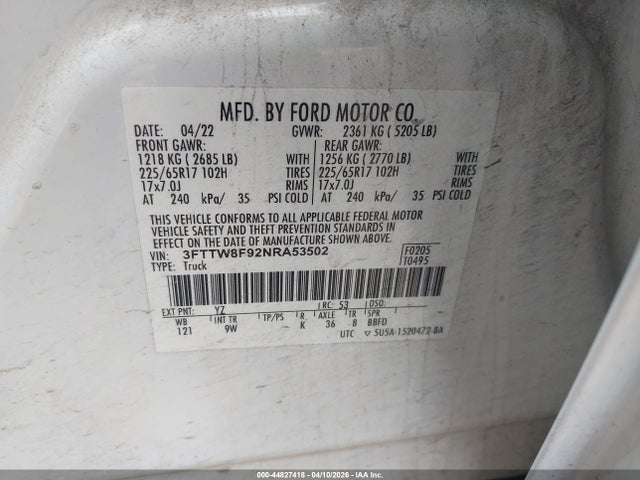 MFD. BY FORD MOTOR CO.
DATE: 04/22 GVWR: 2361 KG ( 5205 LB)
FRONT GAWR: REAR GAWR:
1218 KG ( 2685 LB) WITH 1256 KG ( 2770 LB) WITH
225/65R17 102H TIRES 225/65R17 102H TIRES
17x7.0J RIMS 17x7.0J RIMS
AT 240 kPa/ 35 PSI COLD AT 240 kPa/ 35 PSI COLD
THIS VEHICLE CONFORMS TO ALL APPLICABLE FEDERAL MOTOR
VEHICLE SAFETY AND THEFT PREVENTION STANDARDS IN
EFFECT ON THE DATE OF MANUFACTURE SHOWN ABOVE.
VIN: 3FTTW8F92NRA53502 F0205
TYPE: Truck T0495
EXT PNT: YZ RC: 53 DSO:
WB INT TR TP/PS R AXLE TR SPR
121 9W - K 36 8 BBFD
UTC ▽ 5U5A-1520472-BA
000-44827418 - 04/10/2026 - IAA Inc.